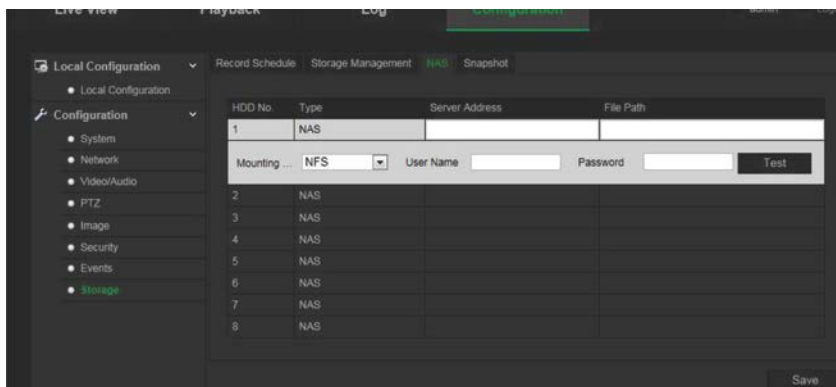 Live View Playback Log Configuration admin
Local Configuration
Record Schedule Storage Management NAS Snapshot
Local Configuration
Configuration
HDD No. Type Server Address File Path
1 NAS
System
Mounting ... NFS User Name Password Test
Network
Video/Audio
2 NAS
PTZ
3 NAS
Image
4 NAS
Security
5 NAS
Events
6 NAS
Storage
7 NAS
8 NAS
Save